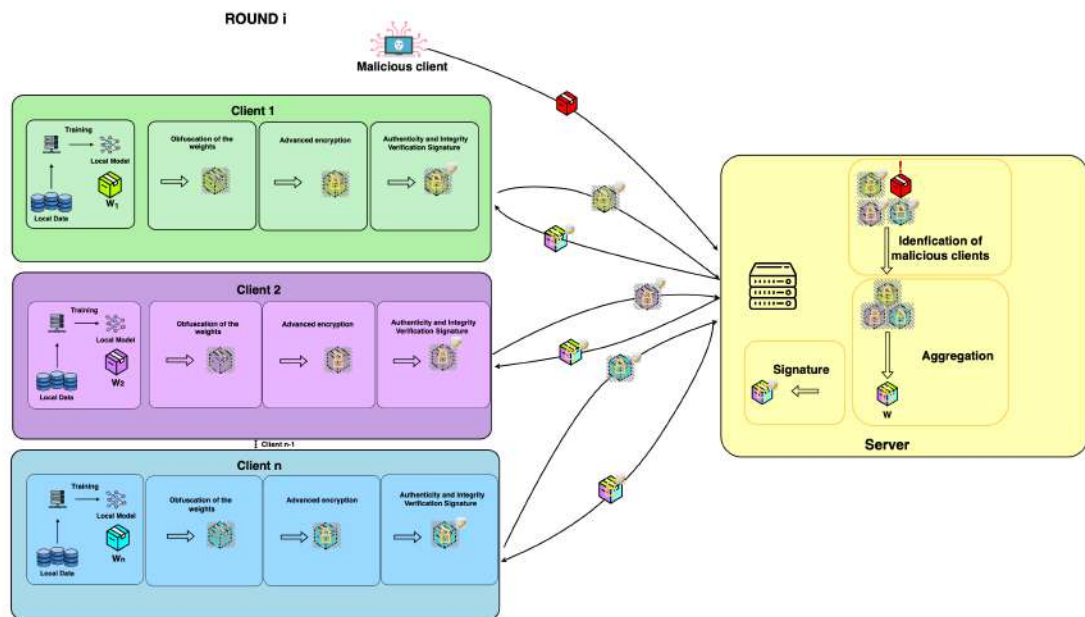 ROUND i
Malicious client
Client 1
Training
Local Model
W1
Local Data
Obfuscation of the
weights
Advanced encryption
Authenticity and Integrity
Verification Signature
Client 2
Training
Local Model
W2
Local Data
Obfuscation of the
weights
Advanced encryption
Authenticity and Integrity
Verification Signature
Client n-1
Client n
Training
Local Model
Wn
Local Data
Obfuscation of the
weights
Advanced encryption
Authenticity and Integrity
Verification Signature
!
Idenfication of
malicious clients
Aggregation
Signature
W
Server